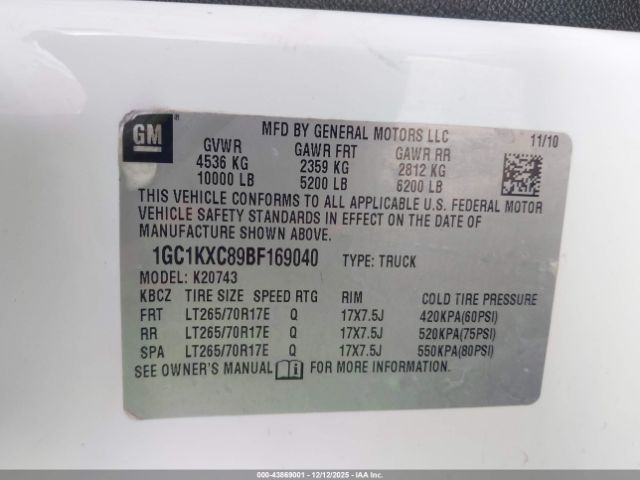 GM
®
MFD BY GENERAL MOTORS LLC 11/10
GVWR GAWR FRT GAWR RR
4536 KG 2359 KG 2812 KG
10000 LB 5200 LB 6200 LB
THIS VEHICLE CONFORMS TO ALL APPLICABLE U.S. FEDERAL MOTOR
VEHICLE SAFETY STANDARDS IN EFFECT ON THE DATE OF
MANUFACTURE SHOWN ABOVE.
1GC1KXC89BF169040 TYPE: TRUCK
MODEL: K20743
KBCZ TIRE SIZE SPEED RTG RIM COLD TIRE PRESSURE
FRT LT265/70R17E Q 17X7.5J 420KPA(60PSI)
RR LT265/70R17E Q 17X7.5J 520KPA(75PSI)
SPA LT265/70R17E Q 17X7.5J 550KPA(80PSI)
SEE OWNER'S MANUAL FOR MORE INFORMATION.
000-43869001 - 12/12/2025 - IAAI.COM